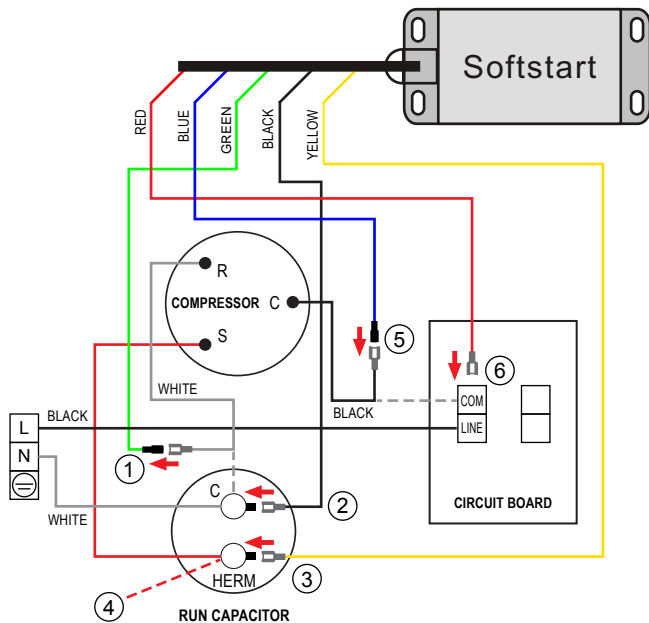 Softstart
RED
BLUE
GREEN
BLACK
YELLOW
R
COMPRESSOR C
S
5
6
WHITE
BLACK
COM
L
BLACK
LINE
N
1
C
2
CIRCUIT BOARD
WHITE
3
HERM
4
RUN CAPACITOR